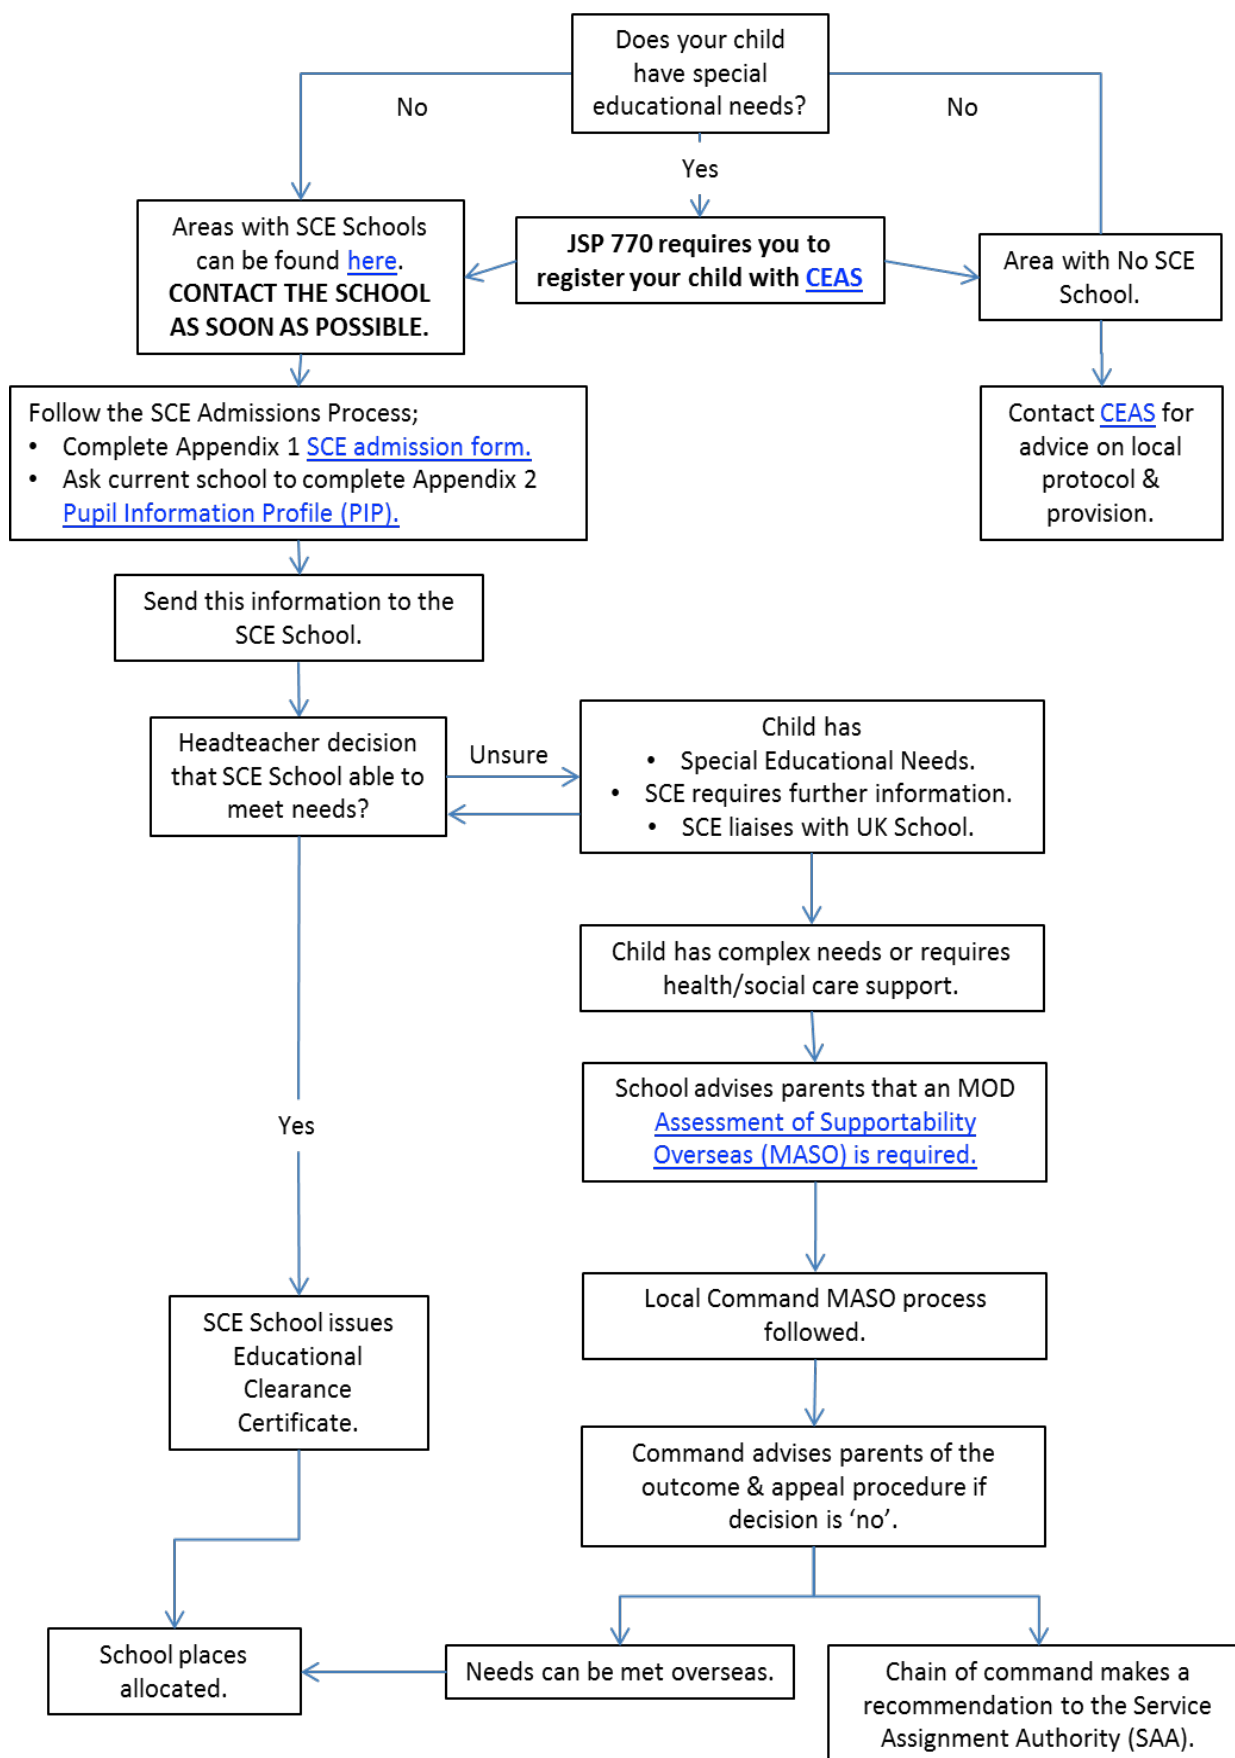 Does your child
have special
educational needs?
No
No
Yes
Areas with SCE Schools
can be found here.
CONTACT THE SCHOOL
AS SOON AS POSSIBLE.
JSP 770 requires you to
register your child with CEAS
Area with No SCE
School.
Follow the SCE Admissions Process;
• Complete Appendix 1 SCE admission form.
• Ask current school to complete Appendix 2
Pupil Information Profile (PIP).
Contact CEAS for
advice on local
protocol &
provision.
Send this information to the
SCE School.
Headteacher decision
that SCE School able to
meet needs?
Unsure
Child has
• Special Educational Needs.
• SCE requires further information.
• SCE liaises with UK School.
Child has complex needs or requires
health/social care support.
School advises parents that an MOD
Assessment of Supportability
Overseas (MASO) is required.
Yes
Local Command MASO process
followed.
SCE School issues
Educational
Clearance
Certificate.
Command advises parents of the
outcome & appeal procedure if
decision is ‘no’.
School places
allocated.
Needs can be met overseas.
Chain of command makes a
recommendation to the Service
Assignment Authority (SAA).